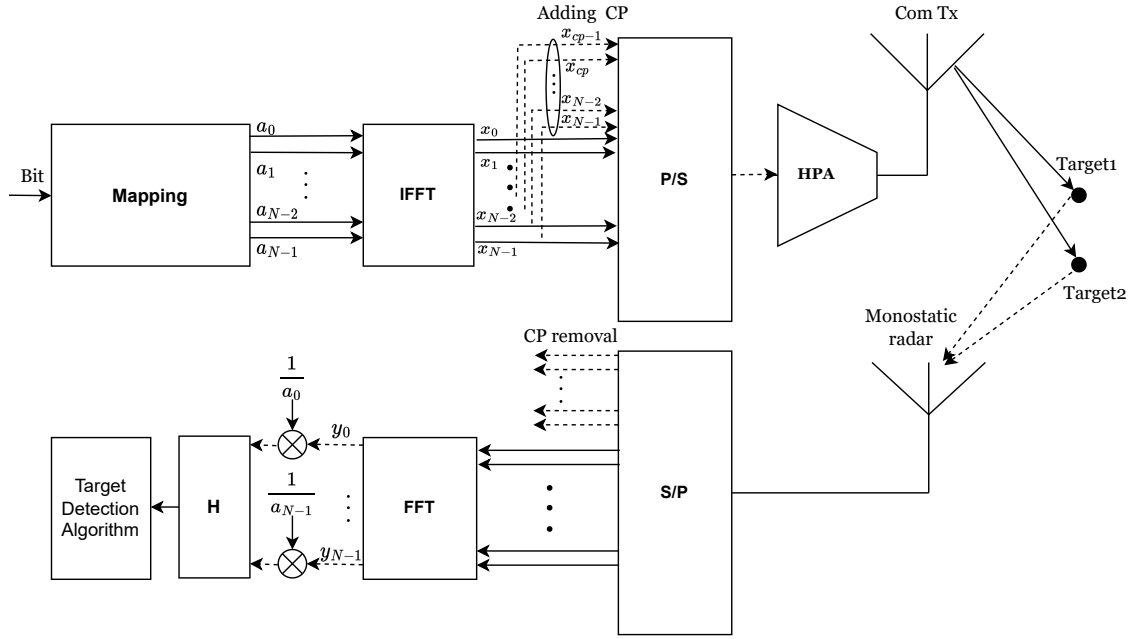 Adding CP
Com Tx
x_{cp-1}
x_{cp}
x_{N-2}
x_{N-1}
Bit
Mapping
a_0
a_1
a_{N-2}
a_{N-1}
IFFT
x_0
x_1
x_{N-2}
x_{N-1}
P/S
HPA
Target1
Target2
Monostatic
radar
CP removal
1
a_0
y_0
Target
Detection
Algorithm
H
1
a_{N-1}
y_{N-1}
FFT
S/P